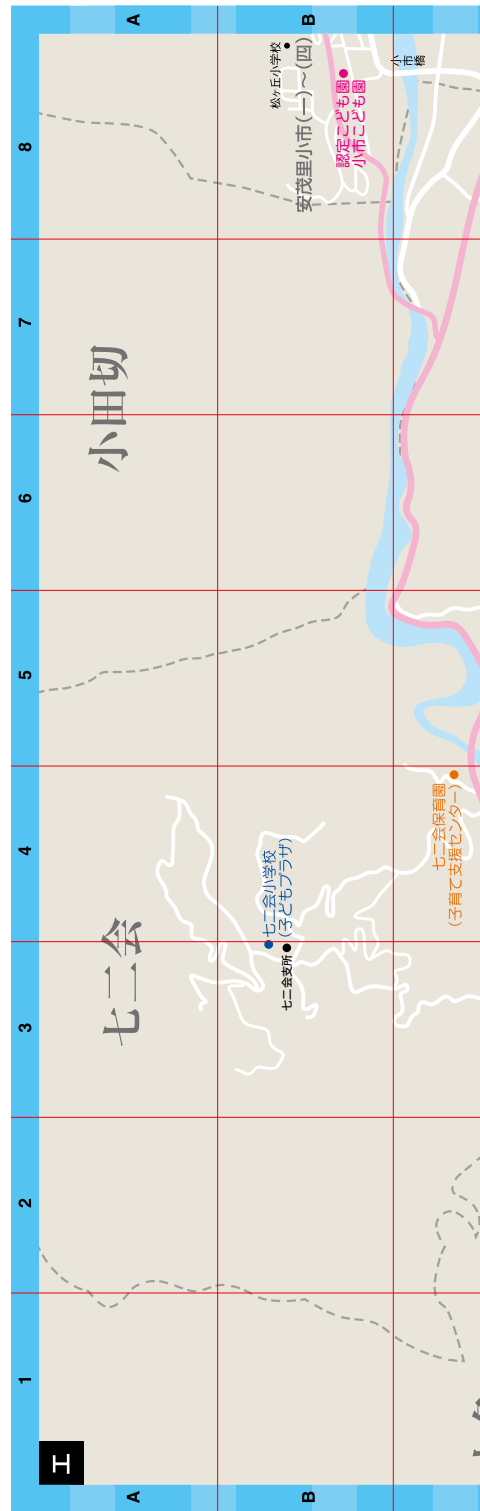 エ
1
2
3
4
5
6
7
8
A
A
B
B
七二会
小田切
七二会小学校
(子どもプラザ)
七二会支所
松ヶ丘小学校
安茂里小市(一)~(四)
認定こども園
小市こども園
小市橋
七二会保育園
(子育て支援センター)